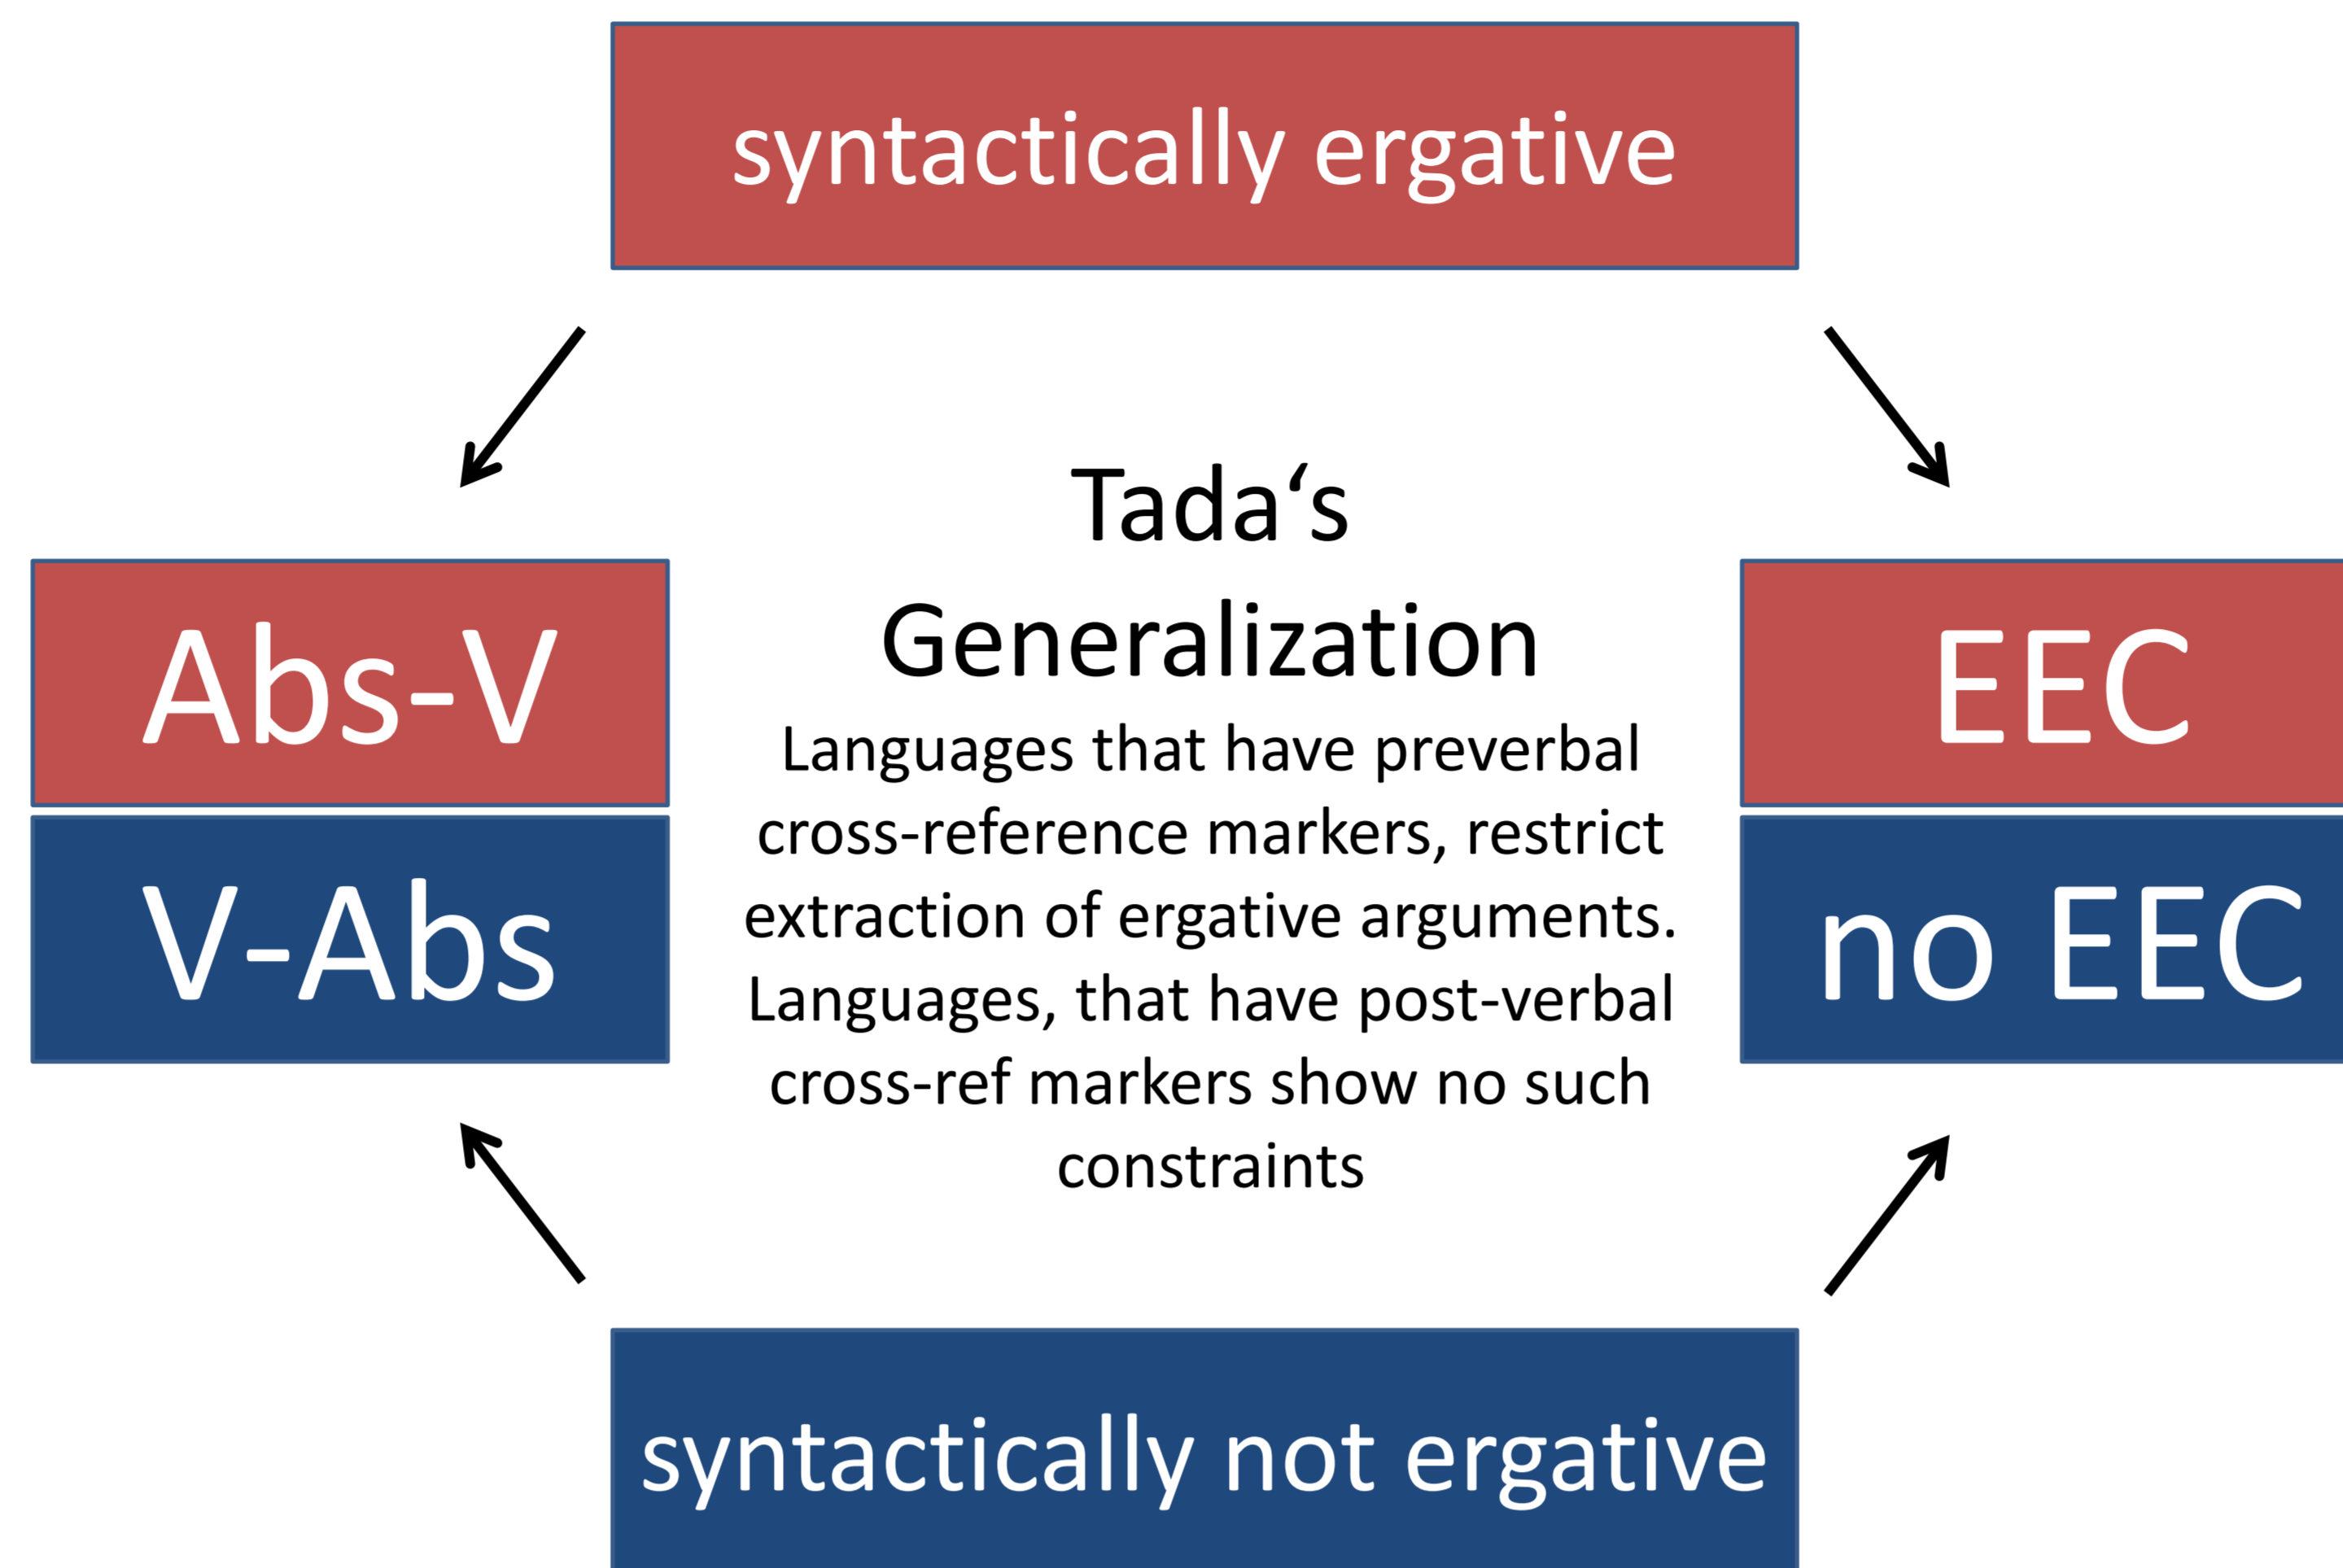 syntactically ergative
Tada‘s
Generalization
Abs-V
V-Abs
Languages that have preverbal
cross-reference markers, restrict
extraction of ergative arguments.
Languages, that have post-verbal
cross-ref markers show no such
constraints
EEC
no EEC
syntactically not ergative